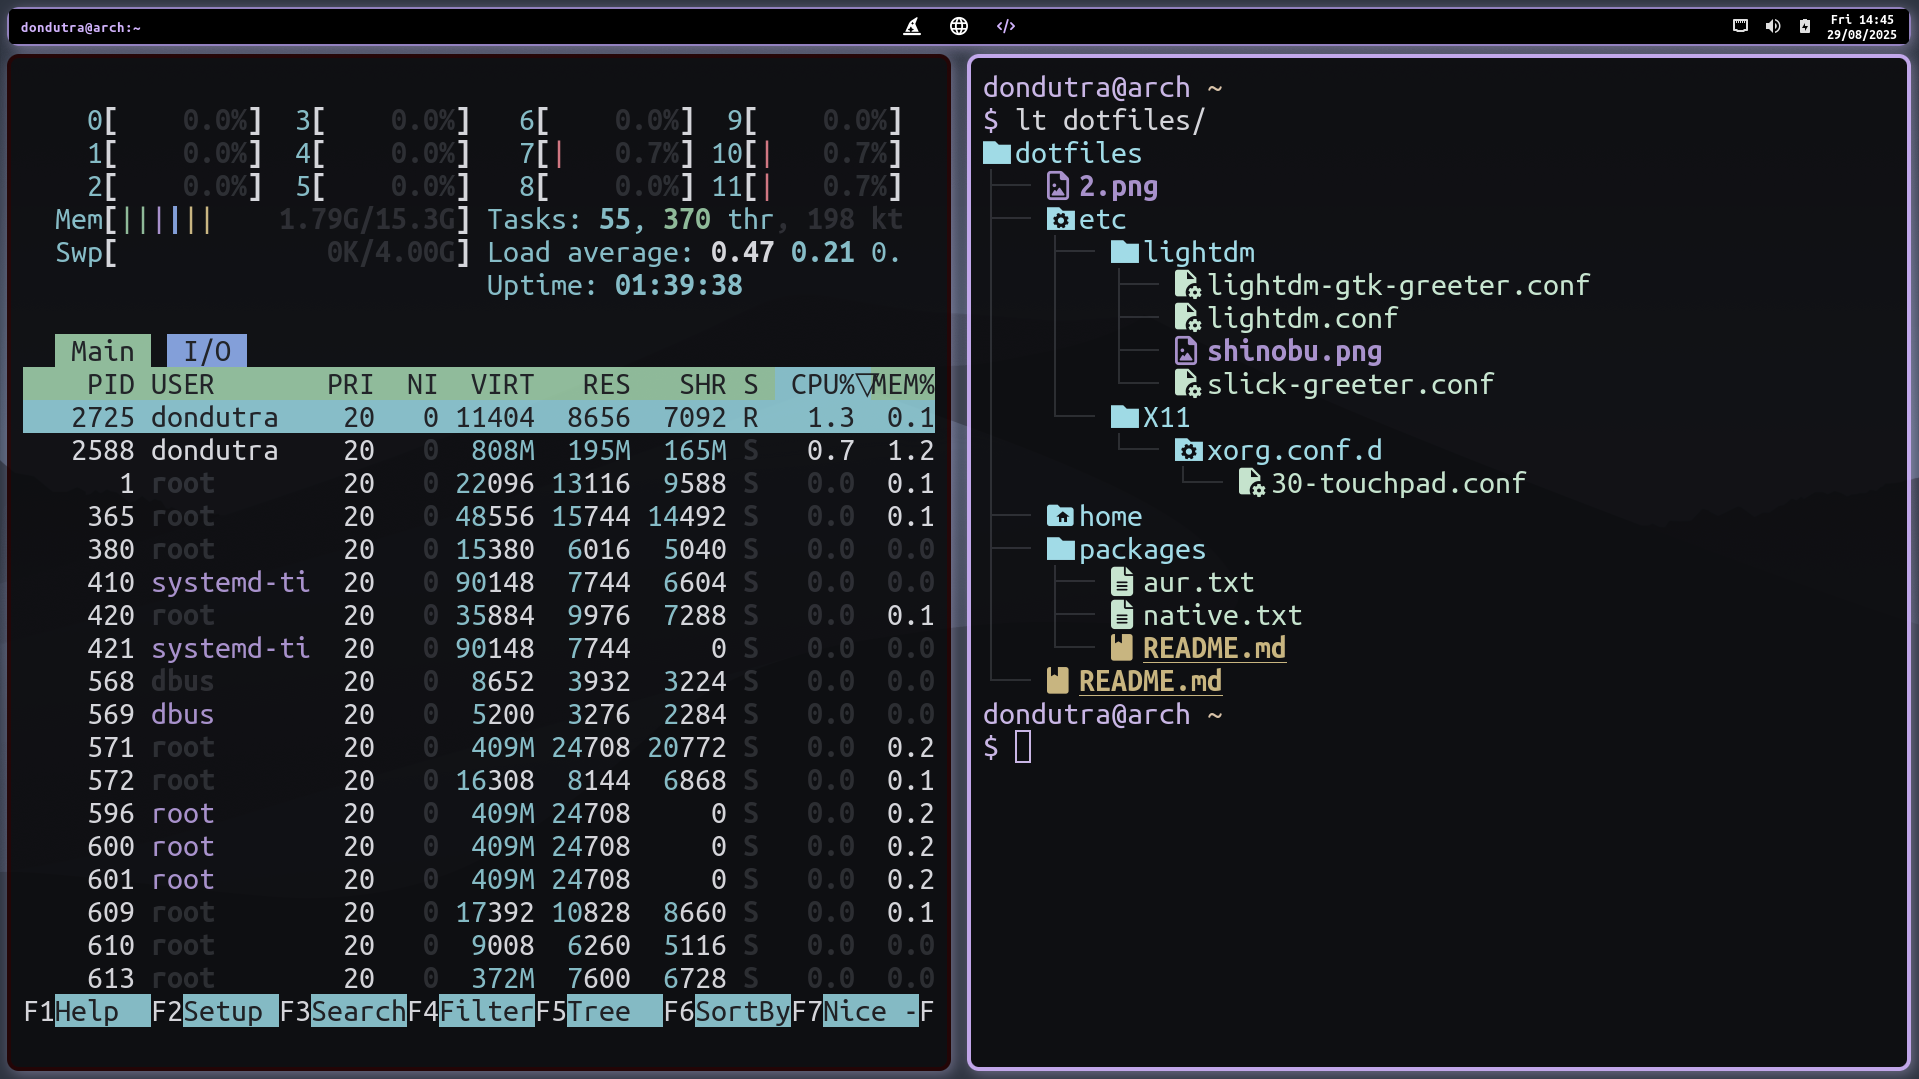 dondutra@arch:~
Fri 14:45
29/08/2025
0[ 0.0%] 3[ 0.0%] 6[ 0.0%] 9[ 0.0%]
1[ 0.0%] 4[ 0.0%] 7[| 0.7%] 10[| 0.7%]
2[ 0.0%] 5[ 0.0%] 8[ 0.0%] 11[| 0.7%]
Mem[|||||| 1.79G/15.3G] Tasks: 55, 370 thr, 198 kt
Swp[ 0K/4.00G] Load average: 0.47 0.21 0.
Uptime: 01:39:38
Main I/O
PID USER PRI NI VIRT RES SHR S CPU%▽MEM%
2725 dondutra 20 0 11404 8656 7092 R 1.3 0.1
2588 dondutra 20 0 808M 195M 165M S 0.7 1.2
1 root 20 0 22096 13116 9588 S 0.0 0.1
365 root 20 0 48556 15744 14492 S 0.0 0.1
380 root 20 0 15380 6016 5040 S 0.0 0.0
410 systemd-ti 20 0 90148 7744 6604 S 0.0 0.0
420 root 20 0 35884 9976 7288 S 0.0 0.1
421 systemd-ti 20 0 90148 7744 0 S 0.0 0.0
568 dbus 20 0 8652 3932 3224 S 0.0 0.0
569 dbus 20 0 5200 3276 2284 S 0.0 0.0
571 root 20 0 409M 24708 20772 S 0.0 0.2
572 root 20 0 16308 8144 6868 S 0.0 0.1
596 root 20 0 409M 24708 0 S 0.0 0.2
600 root 20 0 409M 24708 0 S 0.0 0.2
601 root 20 0 409M 24708 0 S 0.0 0.2
609 root 20 0 17392 10828 8660 S 0.0 0.1
610 root 20 0 9008 6260 5116 S 0.0 0.0
613 root 20 0 372M 7600 6728 S 0.0 0.0
F1Help F2Setup F3SearchF4FilterF5Tree F6SortByF7Nice -F
dondutra@arch ~
$ lt dotfiles/
dotfiles
2.png
etc
lightdm
lightdm-gtk-greeter.conf
lightdm.conf
shinobu.png
slick-greeter.conf
X11
xorg.conf.d
30-touchpad.conf
home
packages
aur.txt
native.txt
README.md
README.md
dondutra@arch ~
$